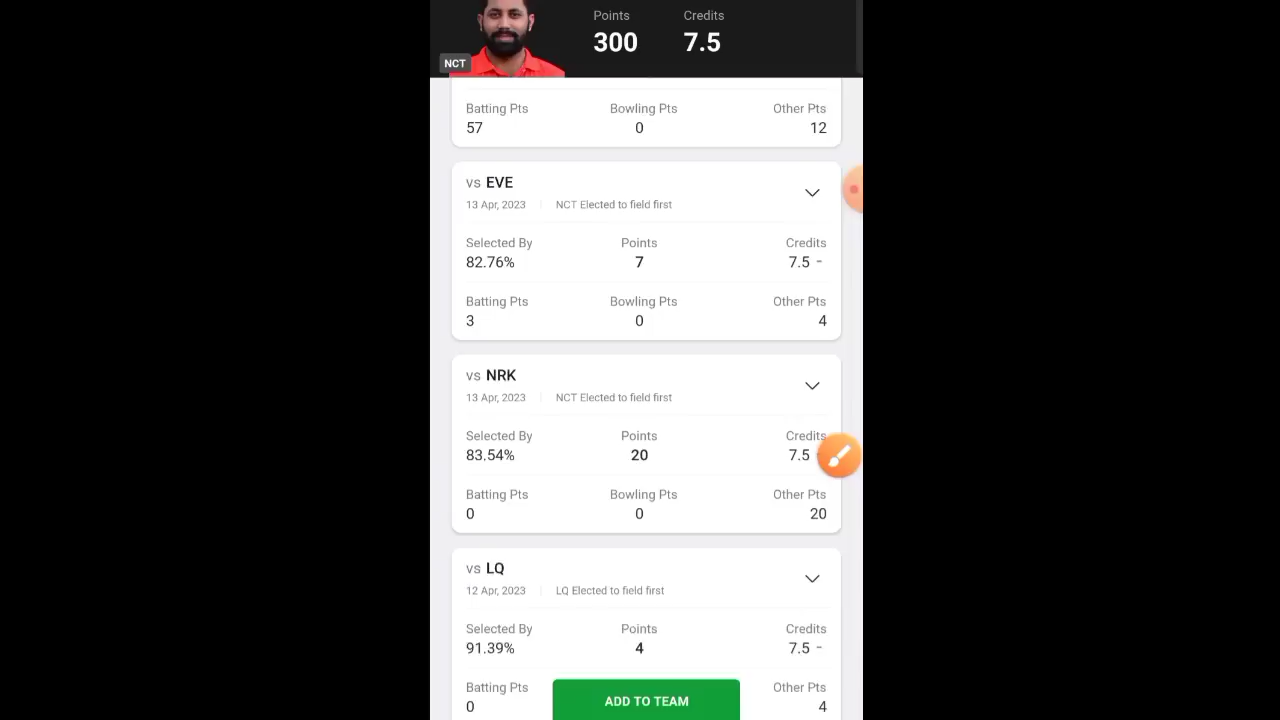 Points Credits
300 7.5
NCT
Batting Pts Bowling Pts Other Pts
57 0 12
vs EVE
13 Apr, 2023 NCT Elected to field first
Selected By Points Credits
82.76% 7 7.5 -
Batting Pts Bowling Pts Other Pts
3 0 4
vs NRK
13 Apr, 2023 NCT Elected to field first
Selected By Points Credits
83.54% 20 7.5
Batting Pts Bowling Pts Other Pts
0 0 20
vs LQ
12 Apr, 2023 LQ Elected to field first
Selected By Points Credits
91.39% 4 7.5 -
Batting Pts ADD TO TEAM Other Pts
0 4